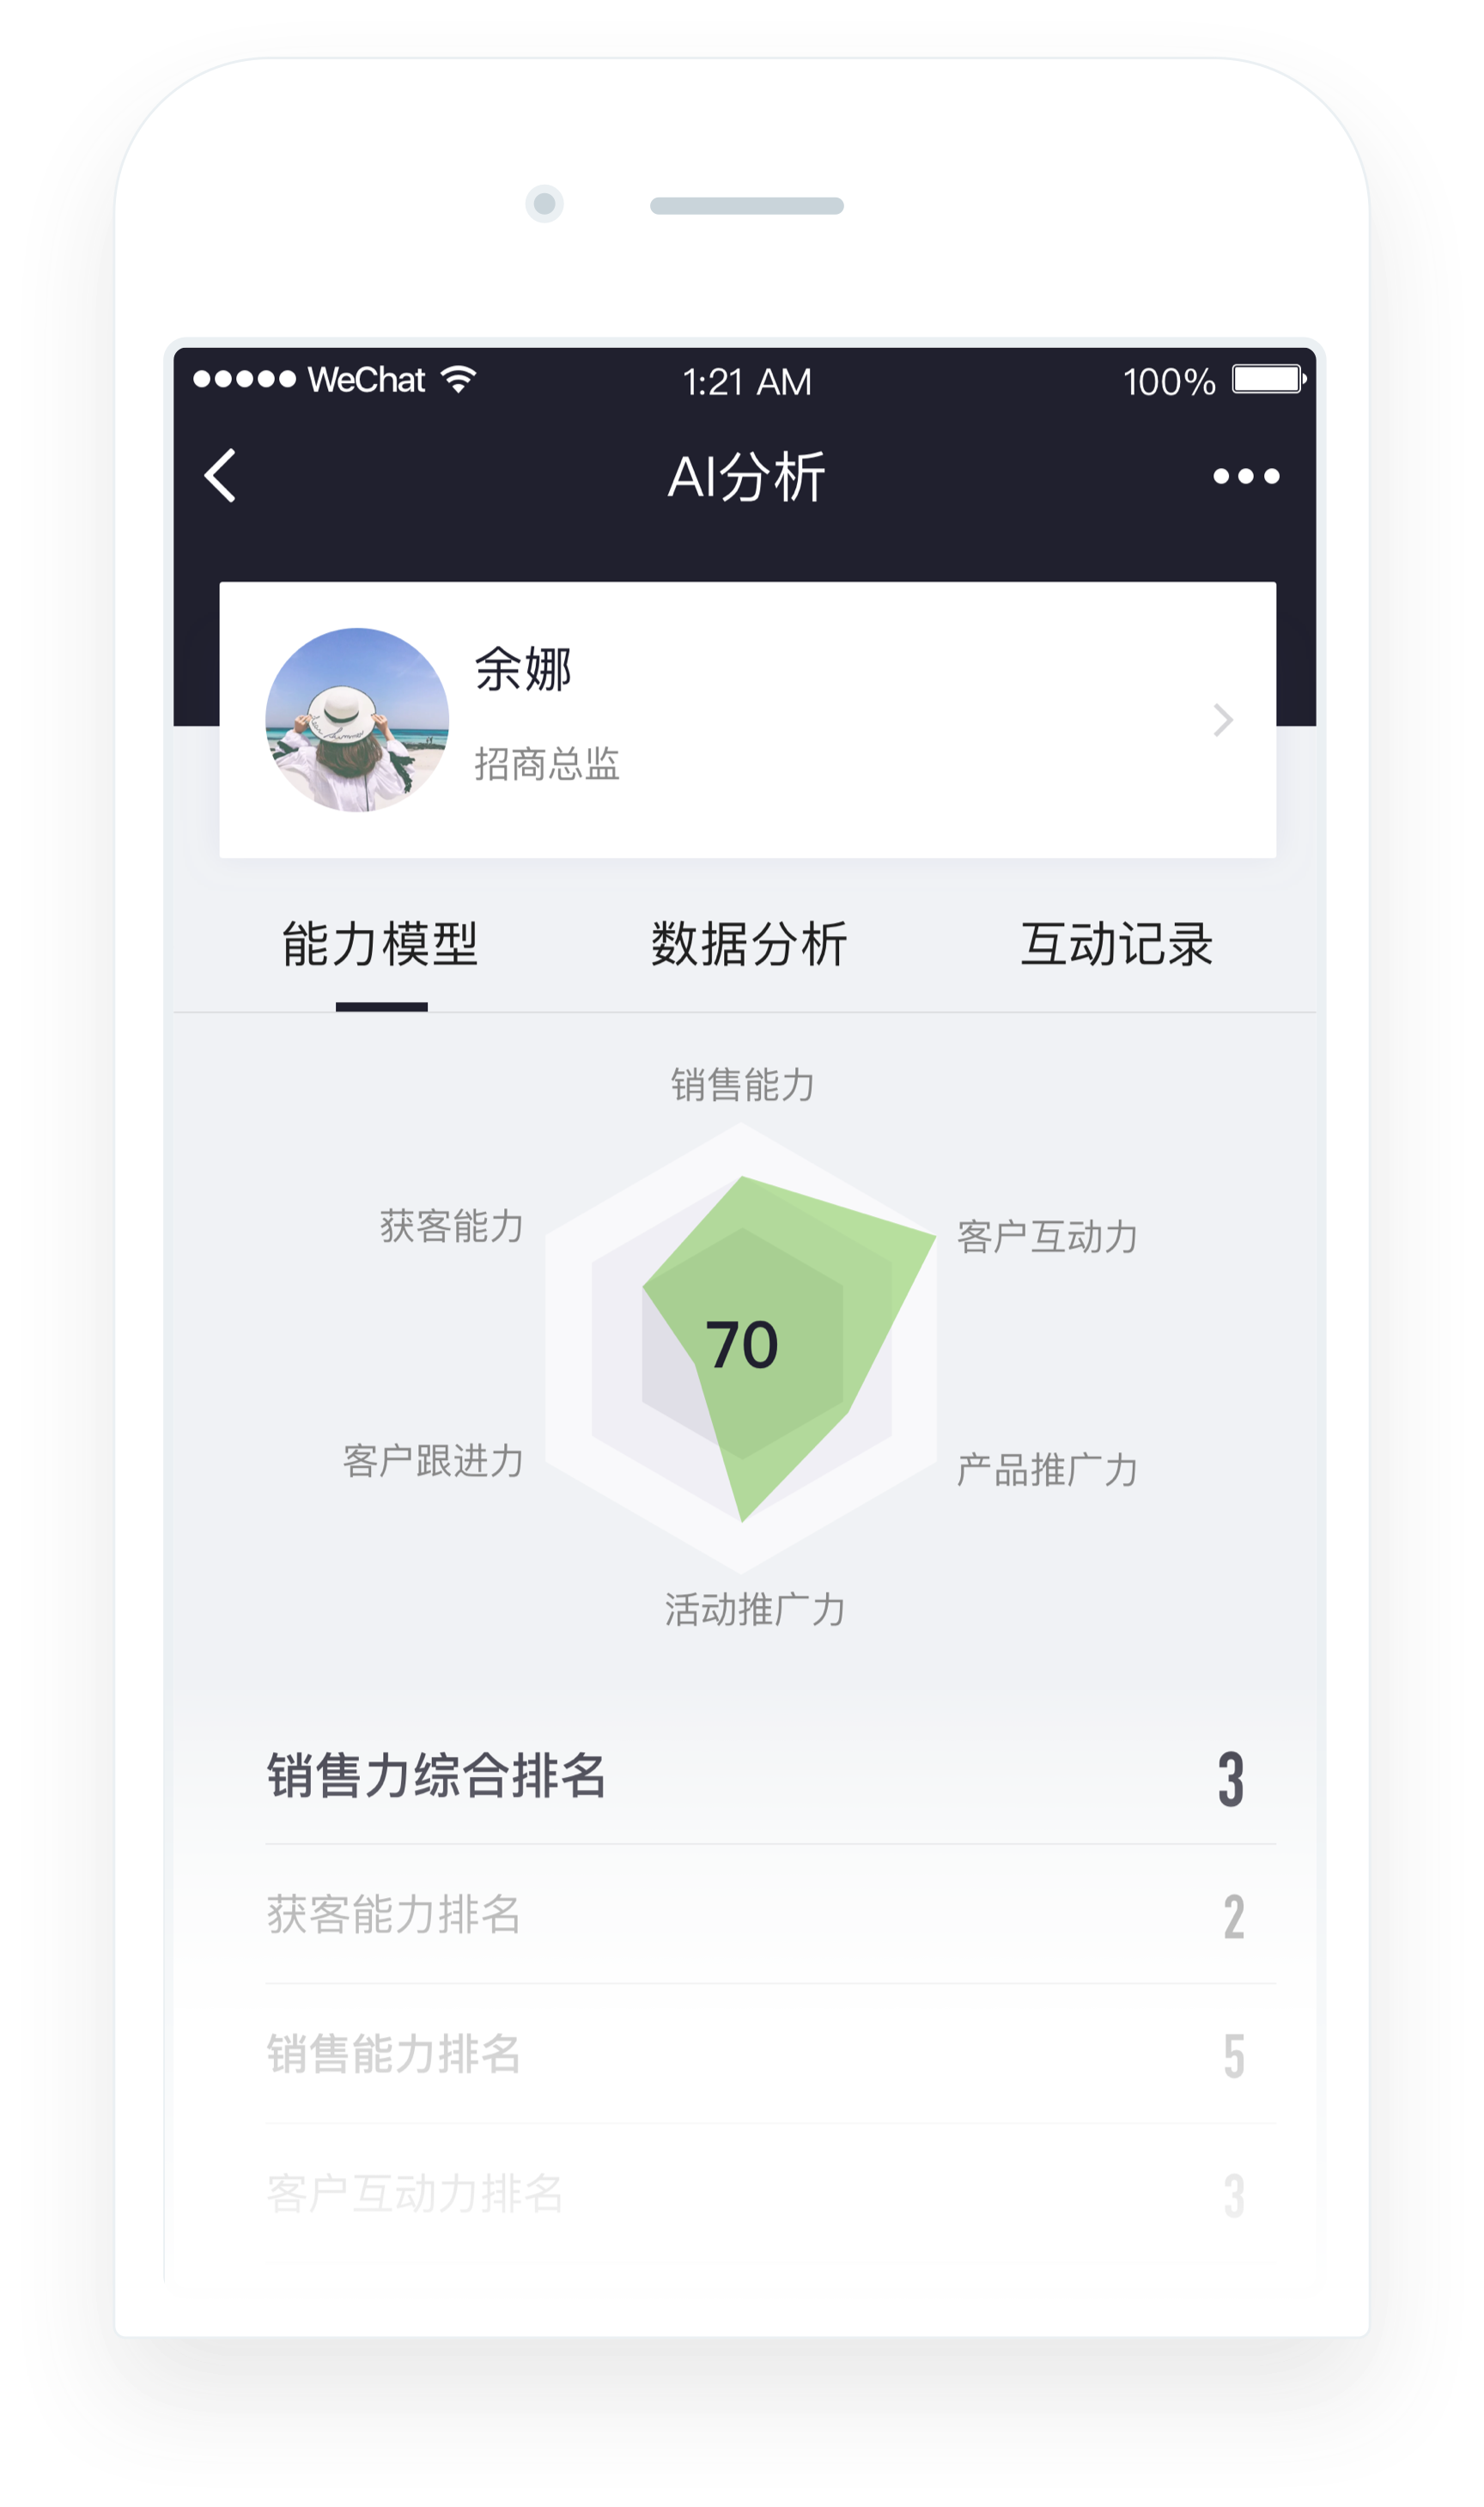 WeChat 1:21 AM 100%
AI分析
余娜
招商总监
能力模型 数据分析 互动记录
销售能力
获客能力 客户互动力
70
客户跟进力 产品推广力
活动推广力
销售力综合排名 3
获客能力排名 2
销售能力排名 5
客户互动力排名 3